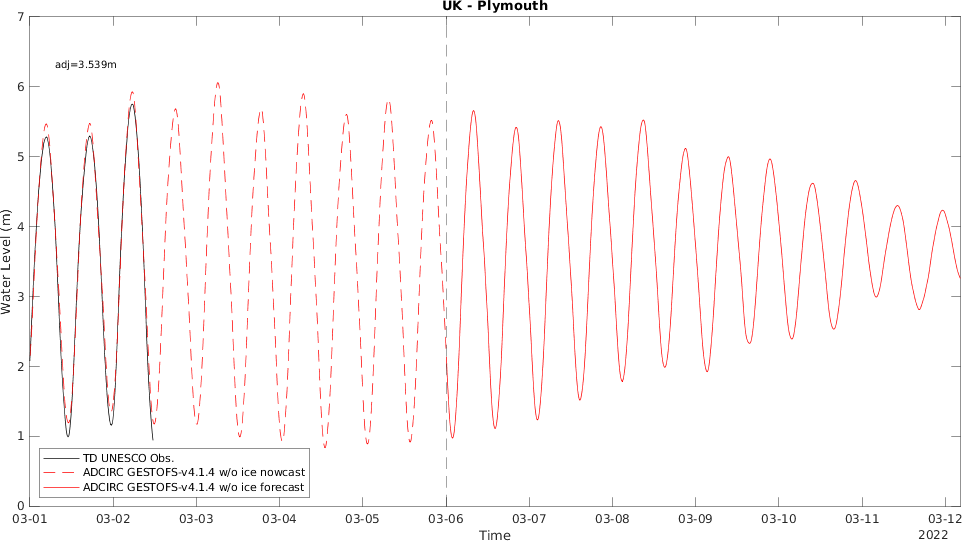 UK - Plymouth
7
adj=3.539m
6
5
4
3
2
1
0
Water Level (m)
TD UNESCO Obs.
ADCIRC GESTOFS-v4.1.4 w/o ice nowcast
ADCIRC GESTOFS-v4.1.4 w/o ice forecast
03-01 03-02 03-03 03-04 03-05 03-06 03-07 03-08 03-09 03-10 03-11 03-12
Time
2022